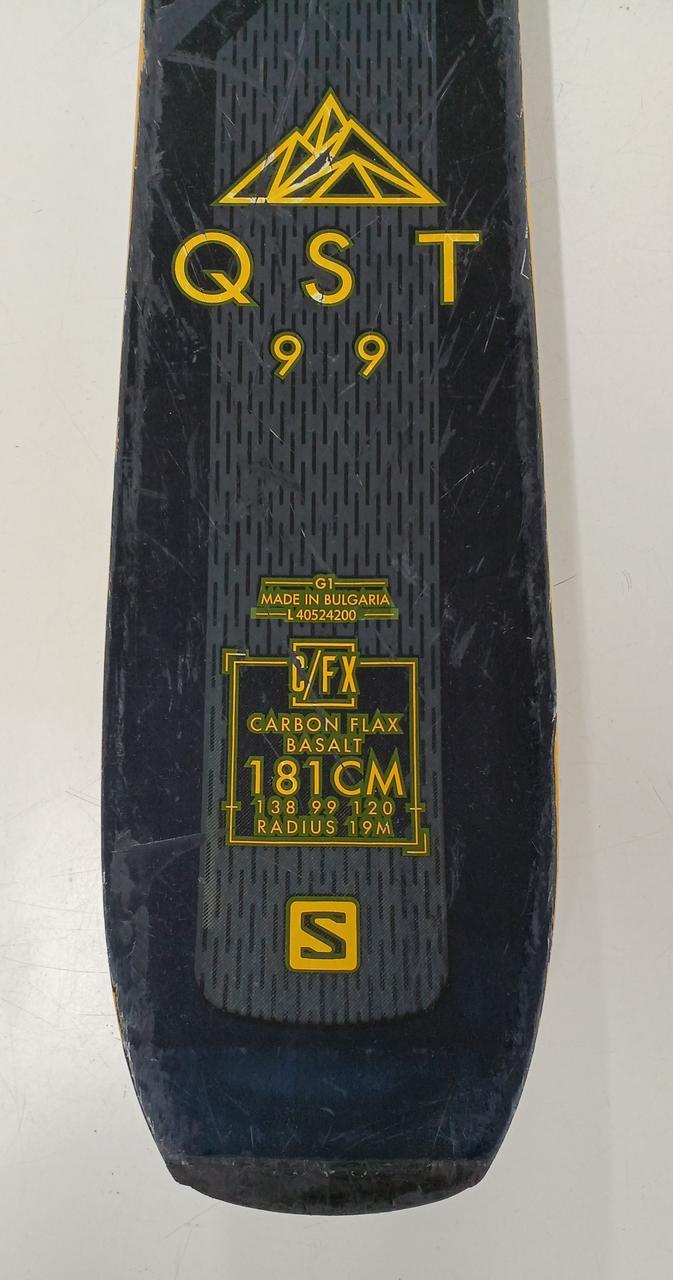 QST
99
G1
MADE IN BULGARIA
L40524200
C/FX
CARBON FLAX
BASALT
181CM
138 99 120
RADIUS 19M
S